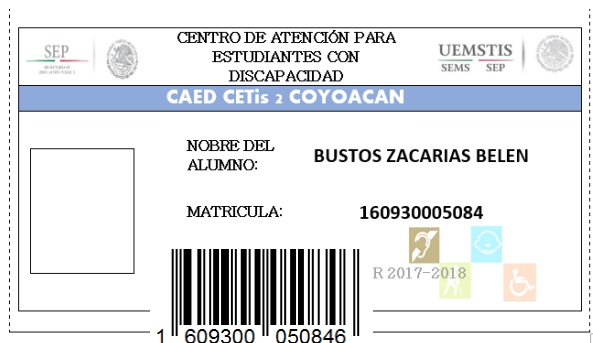 SEP
CENTRO DE ATENCIÓN PARA
ESTUDIANTES CON
DISCAPACIDAD
UEMSTIS
SEMS SEP
CAED CETis 2 COYOACAN
NOBRE DEL
ALUMNO:
BUSTOS ZACARIAS BELEN
MATRICULA:
160930005084
R 2017-2018
1 609300 050846